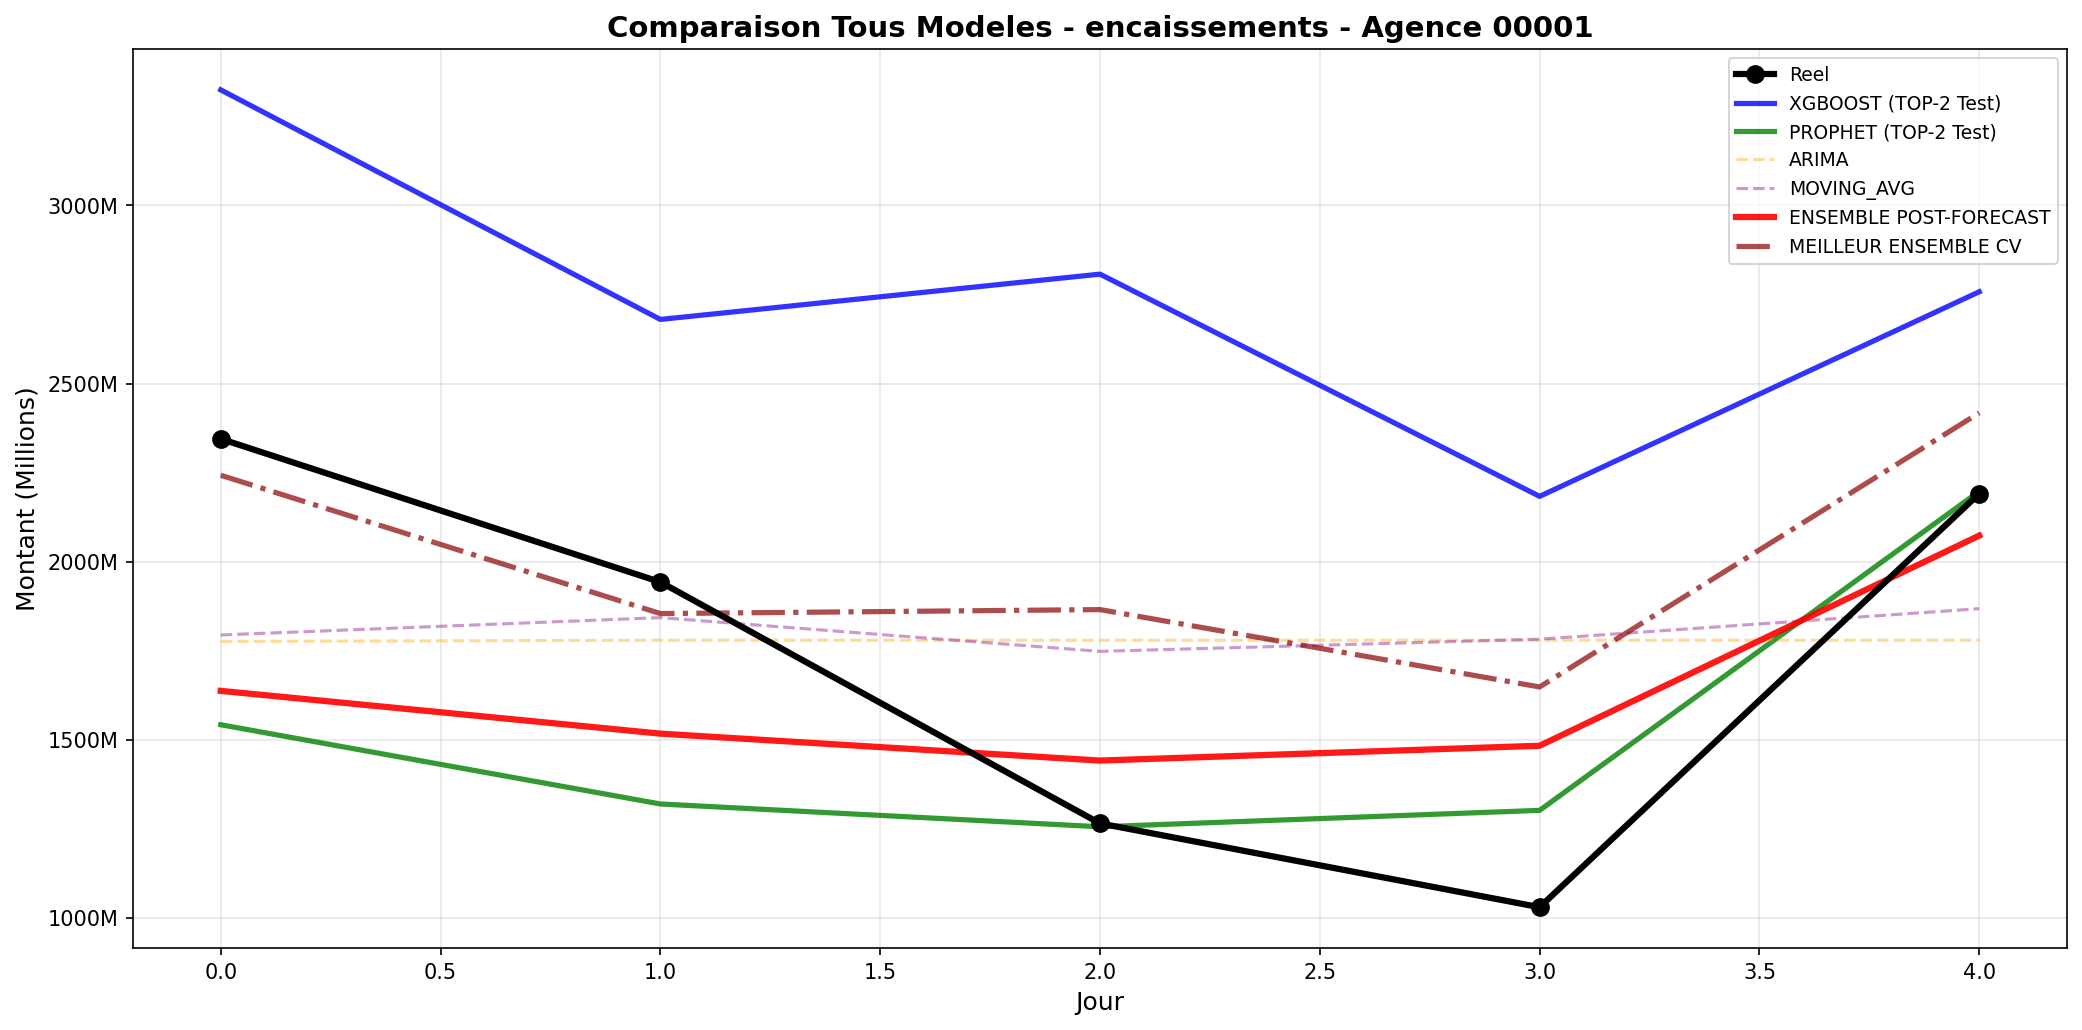 Comparaison Tous Modeles - encaissements - Agence 00001
Reel
XGBOOST (TOP-2 Test)
PROPHET (TOP-2 Test)
ARIMA
MOVING_AVG
ENSEMBLE POST-FORECAST
MEILLEUR ENSEMBLE CV
Montant (Millions)
3000M
2500M
2000M
1500M
1000M
0.0 0.5 1.0 1.5 2.0 2.5 3.0 3.5 4.0
Jour